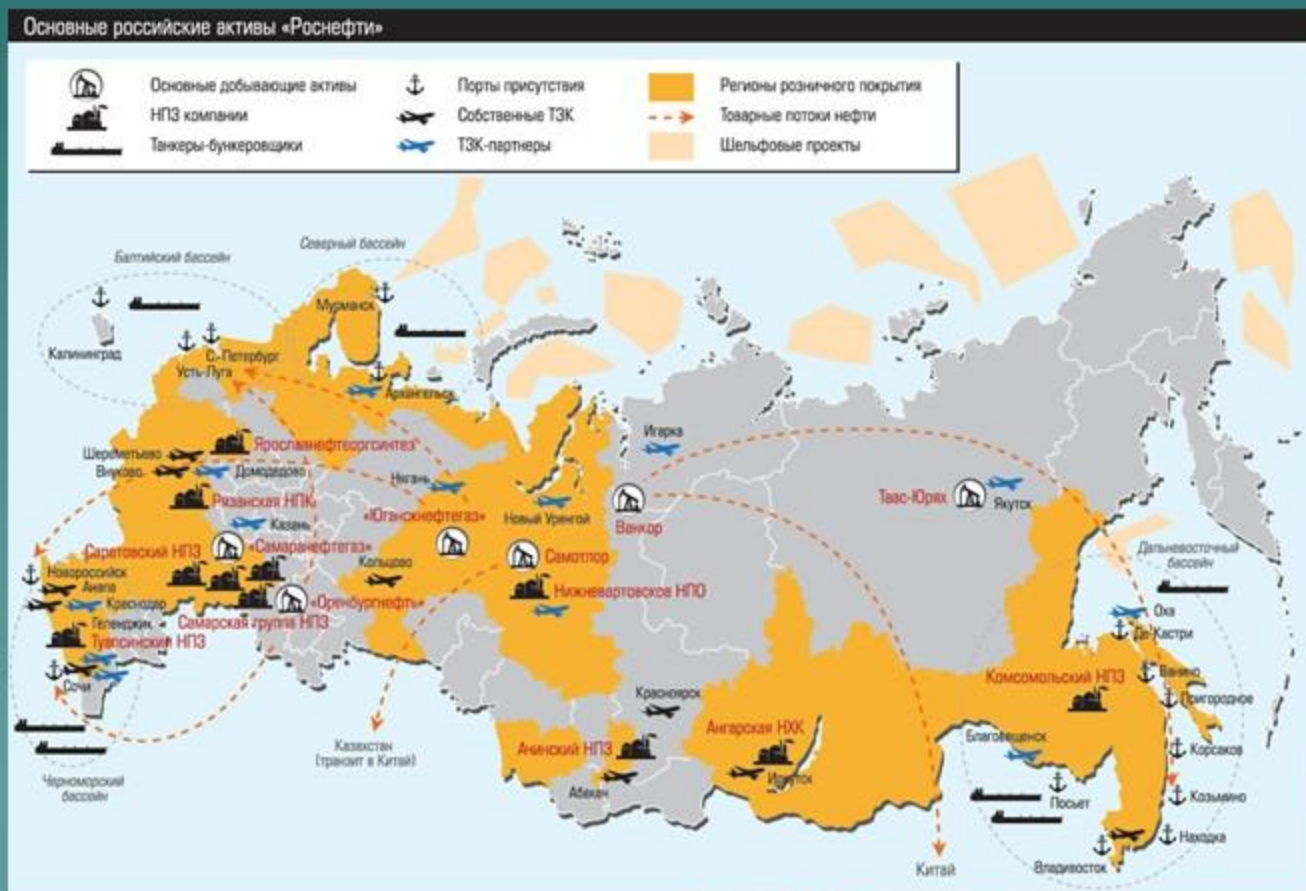 Основные российские активы «Роснефти»
Основные добывающие активы
НПЗ компании
Танкеры-бункеровщики
Порты присутствия
Собственные ТЗК
ТЗК-партнеры
Регионы розничного покрытия
Товарные потоки нефти
Шельфовые проекты
Северный бассейн
Балтийский бассейн
Мурманск
Калининград
С.-Петербург
Усть-Луга
Архангельск
Игарка
Ярославнефтеоргсинтез
Шереметьево
Внуково
Домодедово
Нягань
Таас-Юрях
Якутск
Рязанская НПК
«Юганскнефтегаз»
Новый Уренгой
Ванкор
Казань
Саратовский НПЗ
«Самаранефтегаз»
Самотлор
Дальневосточный
бассейн
Новороссийск
Кольцово
Анапа
Нижневартовское НПО
Краснодар
«Оренбургнефть»
Оха
Геленджик
Самарская группа НПЗ
Де-Кастри
Туапсинский НПЗ
Ванино
Комсомольский НПЗ
Сочи
Красноярск
Пригородное
Ангарская НХК
Благовещенск
Казахстан
(транзит в Китай)
Ачинский НПЗ
Корсаков
Черноморский
бассейн
Иркутск
Абакан
Посьет
Козьмино
Находка
Владивосток
Китай